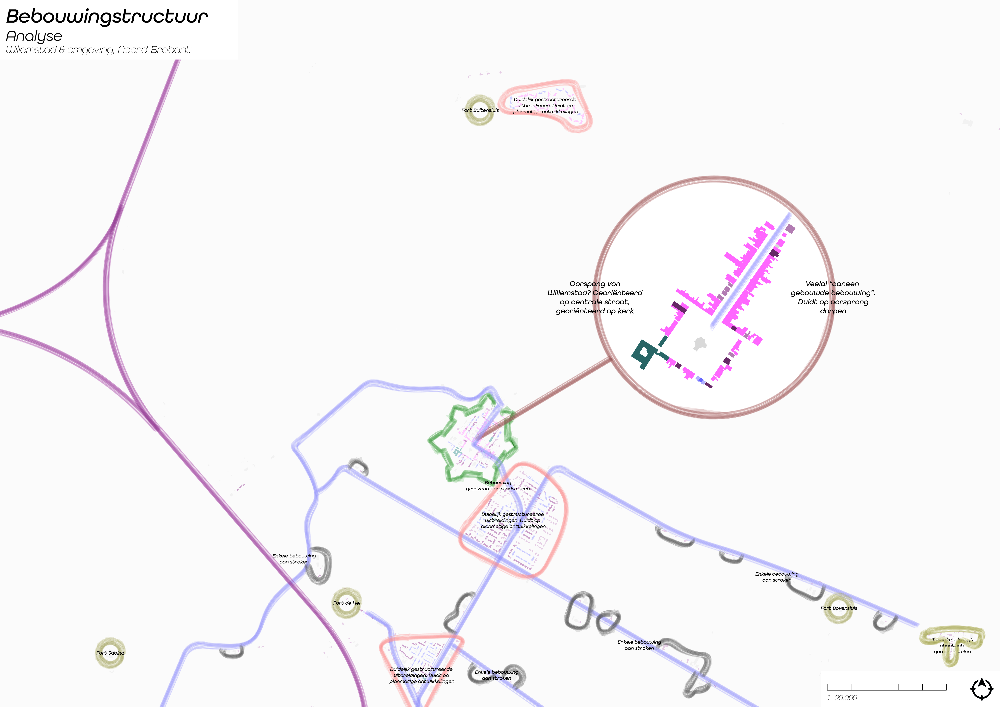 Bebouwingstructuur
Analyse
Willemstad & omgeving, Noord-Brabant
Fort Buitensluis
Duidelijk gestructureerde
uitbreidingen. Duidt op
planmatige ontwikkelingen
Oorspong van
Willemstad? Georiënteerd
op centrale straat,
georiënteerd op kerk
Veelal “aaneen
gebouwde bebouwing”.
Duidt op oorsprong
dorpen
Bebouwing
grenzend aan stadsmuren
Duidelijk gestructureerde
uitbreidingen. Duidt op
planmatige ontwikkelingen
Enkele bebouwing
aan stroken
Enkele bebouwing
aan stroken
Fort de Hel
Fort Bovensluis
Enkele bebouwing
aan stroken
Tonnekreek oogt
chaotisch
qua bebouwing
Fort Sabina
Duidelijk gestructureerde
uitbreidingen. Duidt op
planmatige ontwikkelingen
Enkele bebouwing
aan stroken
1 : 20.000